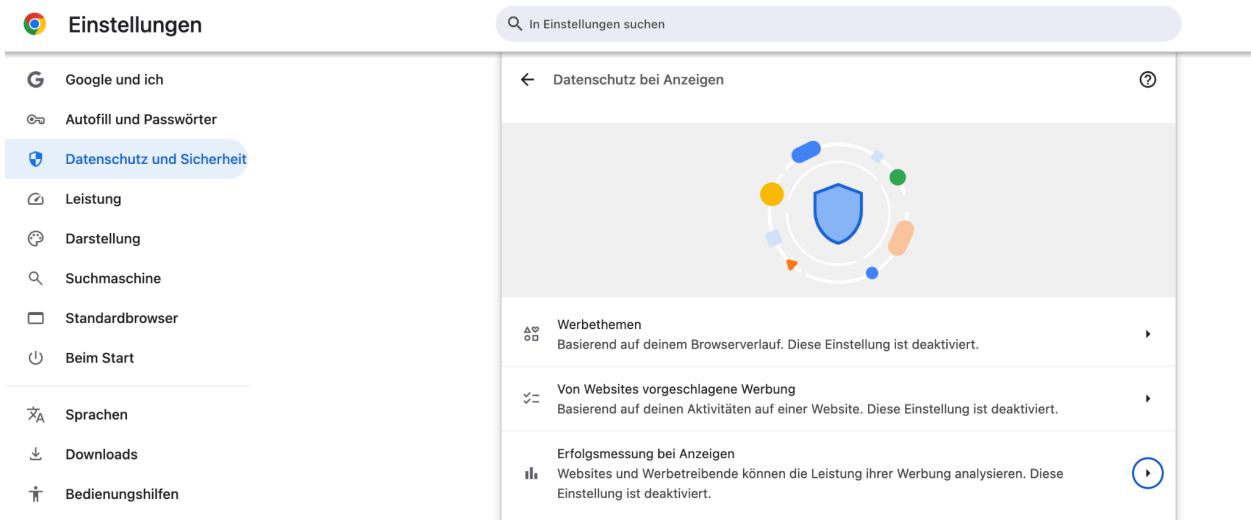 Einstellungen
In Einstellungen suchen
Google und ich
Autofill und Passwörter
Datenschutz und Sicherheit
Leistung
Darstellung
Suchmaschine
Standardbrowser
Beim Start
Sprachen
Downloads
Bedienungshilfen
Datenschutz bei Anzeigen
Werbethemen
Basierend auf deinem Browserverlauf. Diese Einstellung ist deaktiviert.
Von Websites vorgeschlagene Werbung
Basierend auf deinen Aktivitäten auf einer Website. Diese Einstellung ist deaktiviert.
Erfolgsmessung bei Anzeigen
Websites und Werbetreibende können die Leistung ihrer Werbung analysieren. Diese
Einstellung ist deaktiviert.